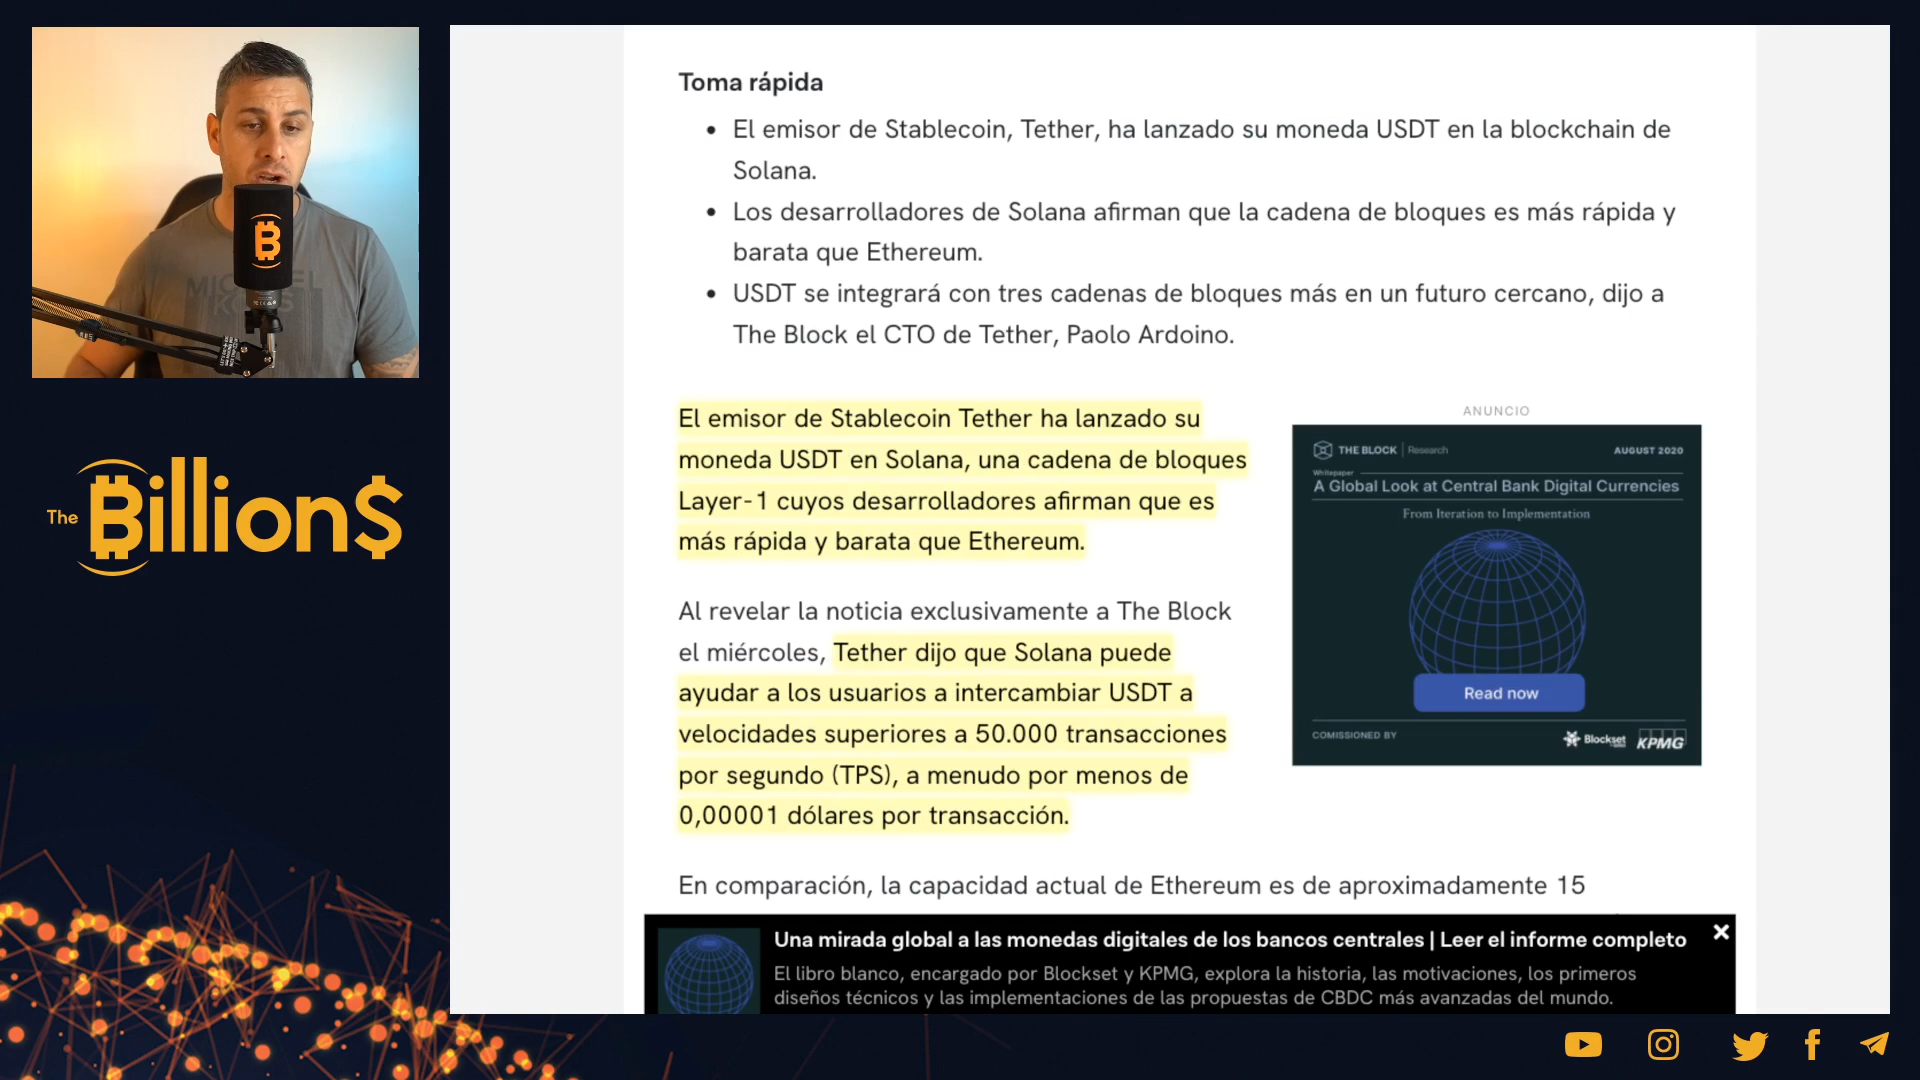 Toma rápida
El emisor de Stablecoin, Tether, ha lanzado su moneda USDT en la blockchain de
Solana.
Los desarrolladores de Solana afirman que la cadena de bloques es más rápida y
barata que Ethereum.
USDT se integrará con tres cadenas de bloques más en un futuro cercano, dijo a
The Block el CTO de Tether, Paolo Ardoino.
El emisor de Stablecoin Tether ha lanzado su
moneda USDT en Solana, una cadena de bloques
Layer-1 cuyos desarrolladores afirman que es
más rápida y barata que Ethereum.
Al revelar la noticia exclusivamente a The Block
el miércoles, Tether dijo que Solana puede
ayudar a los usuarios a intercambiar USDT a
velocidades superiores a 50.000 transacciones
por segundo (TPS), a menudo por menos de
0,00001 dólares por transacción.
En comparación, la capacidad actual de Ethereum es de aproximadamente 15
ANUNCIO
THE BLOCK | Research
AUGUST 2020
Whitepaper
A Global Look at Central Bank Digital Currencies
From Iteration to Implementation
Read now
COMISSIONED BY
Blockset
KPMG
Una mirada global a las monedas digitales de los bancos centrales | Leer el informe completo
El libro blanco, encargado por Blockset y KPMG, explora la historia, las motivaciones, los primeros
diseños técnicos y las implementaciones de las propuestas de CBDC más avanzadas del mundo.
The Billion$
MICHAEL
KORS